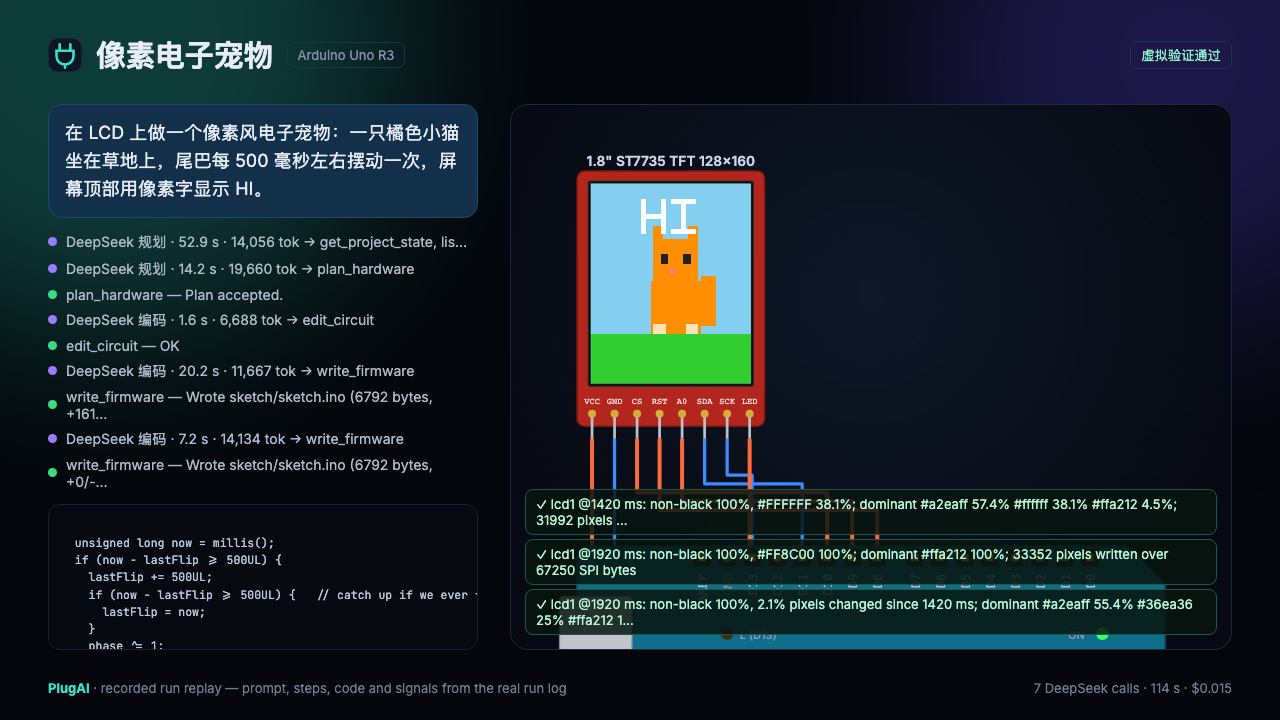 像素电子宠物
Arduino Uno R3
虚拟验证通过
在 LCD 上做一个像素风电子宠物：一只橘色小猫
坐在草地上，尾巴每 500 毫秒左右摆动一次，屏
幕顶部用像素字显示 HI。
DeepSeek 规划 · 52.9 s · 14,056 tok → get_project_state, lis...
DeepSeek 规划 · 14.2 s · 19,660 tok → plan_hardware
plan_hardware — Plan accepted.
DeepSeek 编码 · 1.6 s · 6,688 tok → edit_circuit
edit_circuit — OK
DeepSeek 编码 · 20.2 s · 11,667 tok → write_firmware
write_firmware — Wrote sketch/sketch.ino (6792 bytes,
+161...
DeepSeek 编码 · 7.2 s · 14,134 tok → write_firmware
write_firmware — Wrote sketch/sketch.ino (6792 bytes,
+0/-...
unsigned long now = millis();
if (now - lastFlip >= 500UL) {
lastFlip += 500UL;
if (now - lastFlip >= 500UL) {   // catch up if we ever
lastFlip = now;
}
phase ^= 1;
1.8" ST7735 TFT 128×160
HI
VCC GND CS RST A0 SDA SCK LED
✓ lcd1 @1420 ms: non-black 100%, #FFFFFF 38.1%; dominant #a2eaff 57.4% #ffffff 38.1% #ffa212 4.5%;
31992 pixels ...
✓ lcd1 @1920 ms: non-black 100%, #FF8C00 100%; dominant #ffa212 100%; 33352 pixels written over
67250 SPI bytes
✓ lcd1 @1920 ms: non-black 100%, 2.1% pixels changed since 1420 ms; dominant #a2eaff 55.4% #36ea36
25% #ffa212 1...
L (D13)
ON
PlugAI · recorded run replay — prompt, steps, code and signals from the real run log
7 DeepSeek calls · 114 s · $0.015